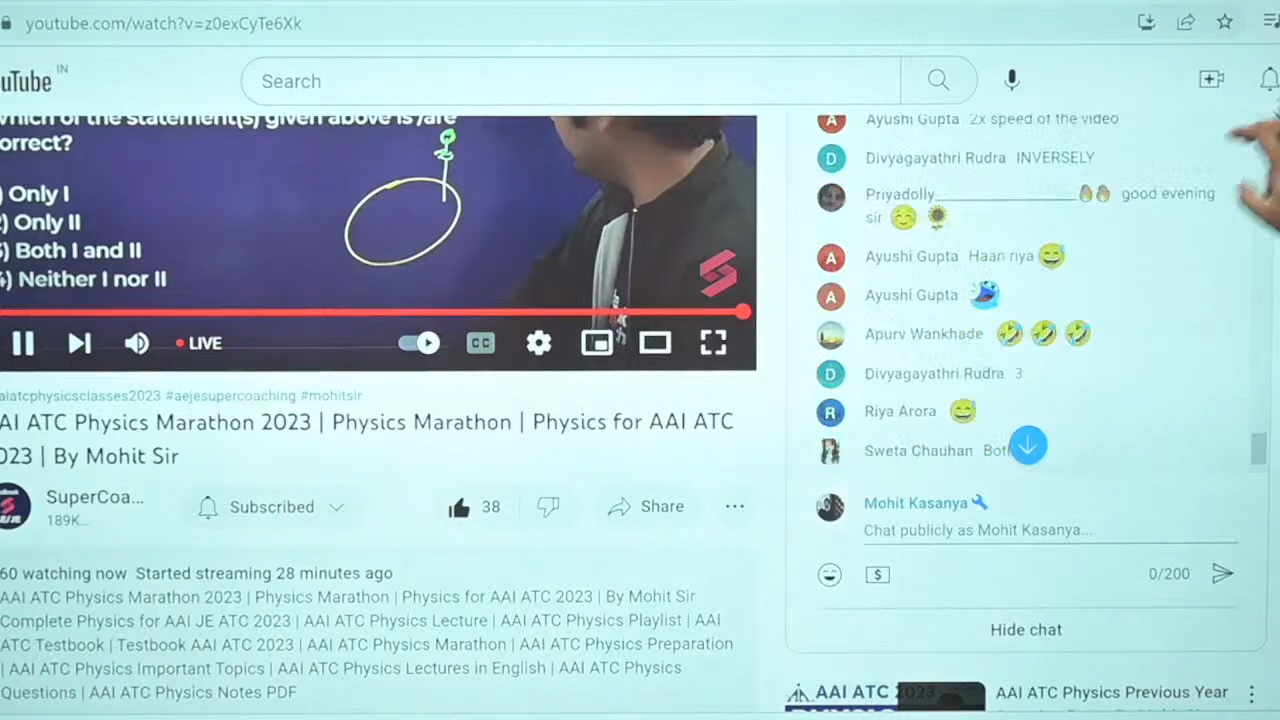 youtube.com/watch?v=z0exCyTe6Xk
uTube IN
Search
hich of the statement(s) given above is /are
orrect?
) Only I
) Only II
) Both I and II
4) Neither I nor II
LIVE
CC
aiatcphysicsclasses2023 #aejesupercoaching #mohitsir
AI ATC Physics Marathon 2023 | Physics Marathon | Physics for AAI ATC
023 | By Mohit Sir
SuperCoa...
189K...
Subscribed
38
Share
60 watching now Started streaming 28 minutes ago
AAI ATC Physics Marathon 2023 | Physics Marathon | Physics for AAI ATC 2023 | By Mohit Sir
Complete Physics for AAI JE ATC 2023 | AAI ATC Physics Lecture | AAI ATC Physics Playlist | AAI
ATC Testbook | Testbook AAI ATC 2023 | AAI ATC Physics Marathon | AAI ATC Physics Preparation
| AAI ATC Physics Important Topics | AAI ATC Physics Lectures in English | AAI ATC Physics
Questions | AAI ATC Physics Notes PDF
A Ayushi Gupta 2x speed of the video
D Divyagayathri Rudra INVERSELY
Priyadolly______________ 👋👋 good evening
sir ☺️ 🌻
A Ayushi Gupta Haan riya 😅
A Ayushi Gupta
Apurv Wankhade 🤣 🤣 🤣
D Divyagayathri Rudra 3
R Riya Arora 😅
Sweta Chauhan
Mohit Kasanya
Chat publicly as Mohit Kasanya...
$
0/200
Hide chat
AAI ATC 2023
AAI ATC Physics Previous Year